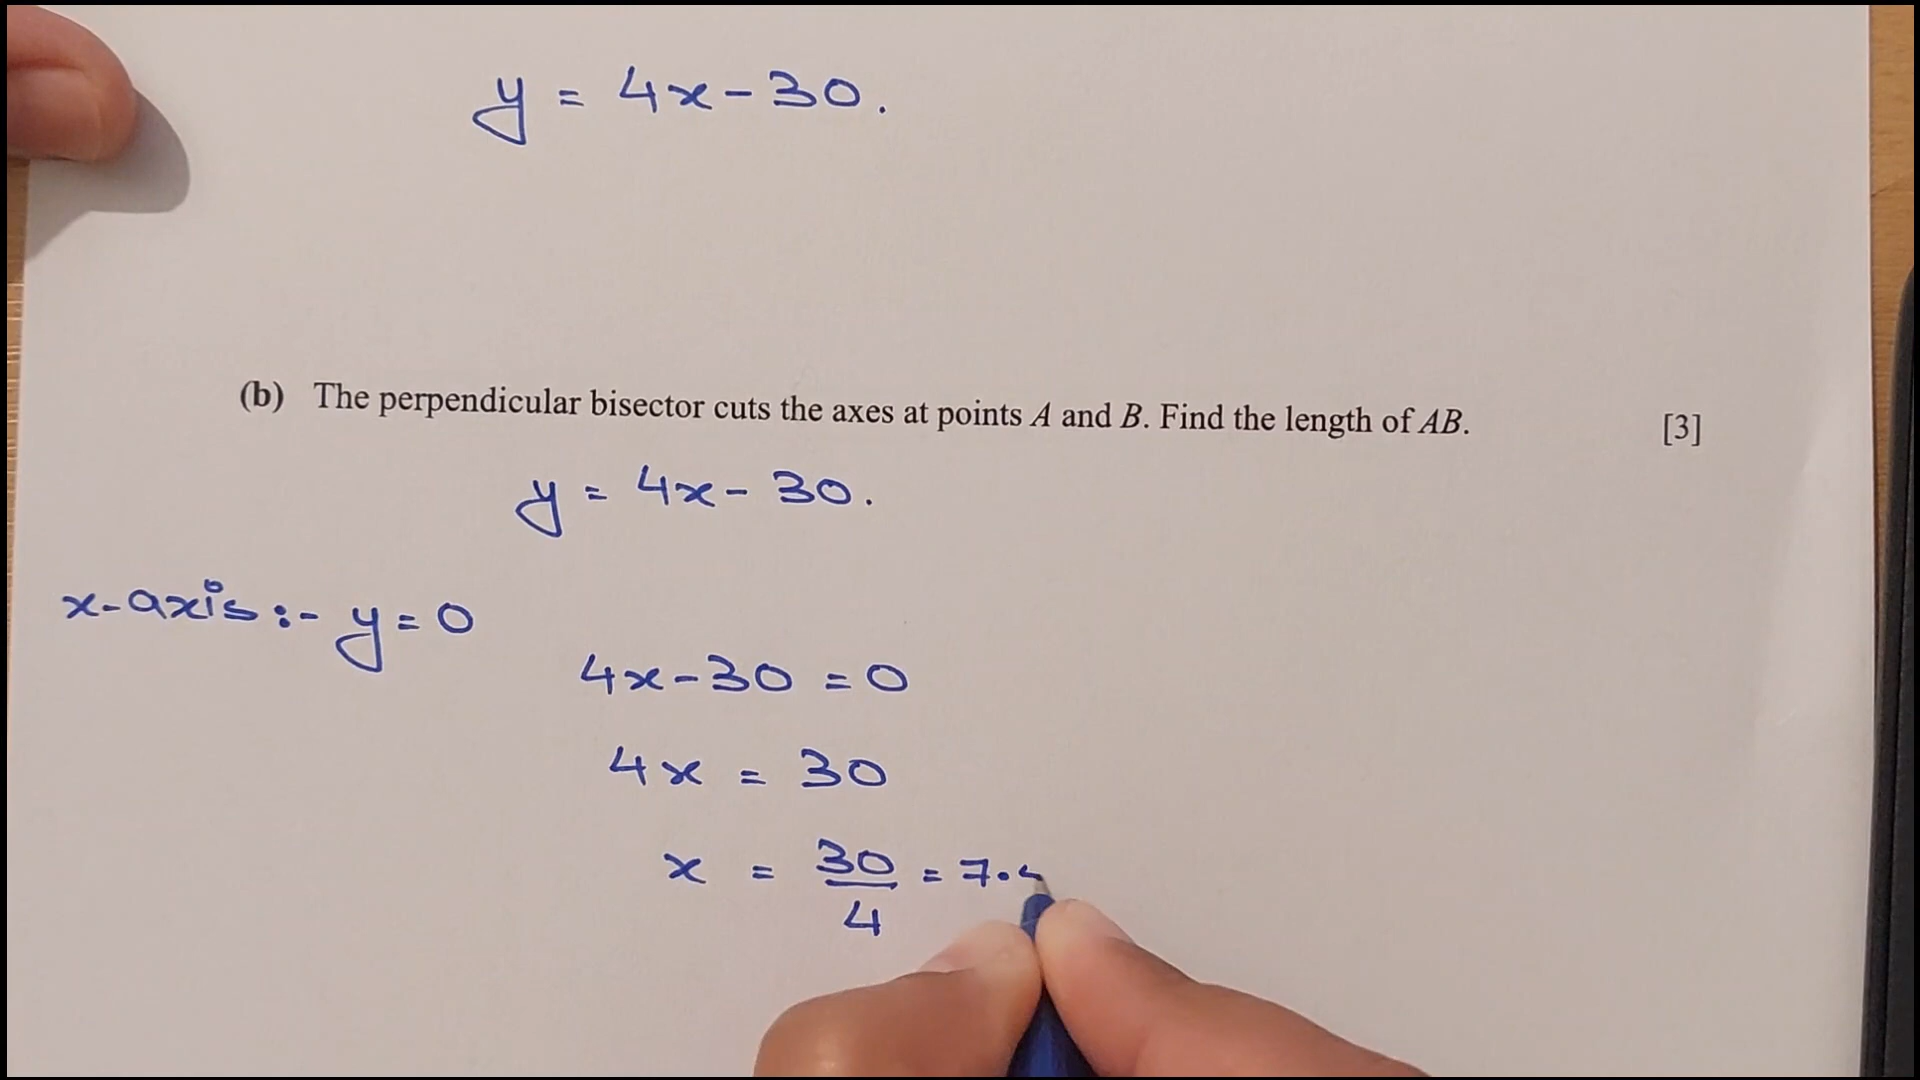 y = 4x - 30.
(b) The perpendicular bisector cuts the axes at points A and B. Find the length of AB. [3]
y = 4x - 30.
x-axis:- y = 0
4x - 30 = 0
4x = 30
x = 30/4 = 7.